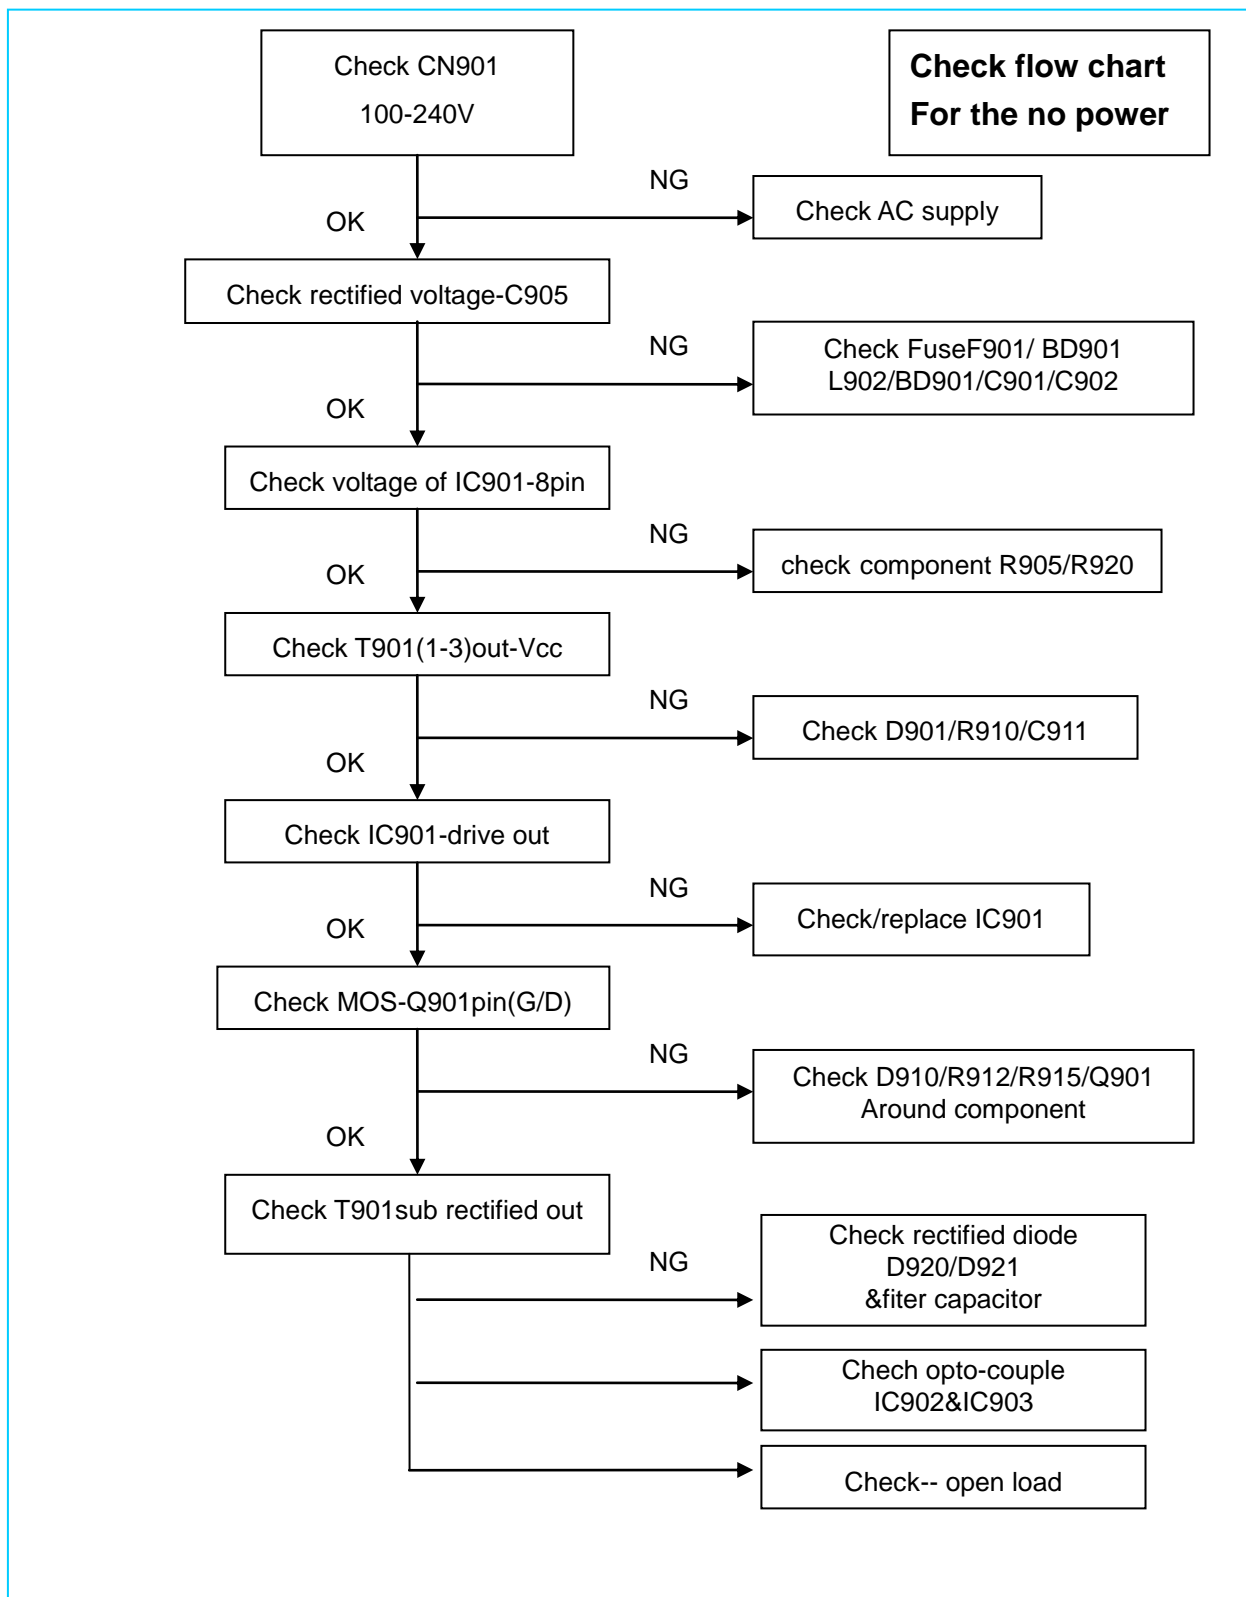 Check CN901
100-240V
Check flow chart
For the no power
NG
Check AC supply
OK
Check rectified voltage-C905
NG
Check FuseF901/ BD901
L902/BD901/C901/C902
OK
Check voltage of IC901-8pin
NG
check component R905/R920
OK
Check T901(1-3)out-Vcc
NG
Check D901/R910/C911
OK
Check IC901-drive out
NG
Check/replace IC901
OK
Check MOS-Q901pin(G/D)
NG
Check D910/R912/R915/Q901
Around component
OK
Check T901sub rectified out
NG
Check rectified diode
D920/D921
&fiter capacitor
Chech opto-couple
IC902&IC903
Check-- open load